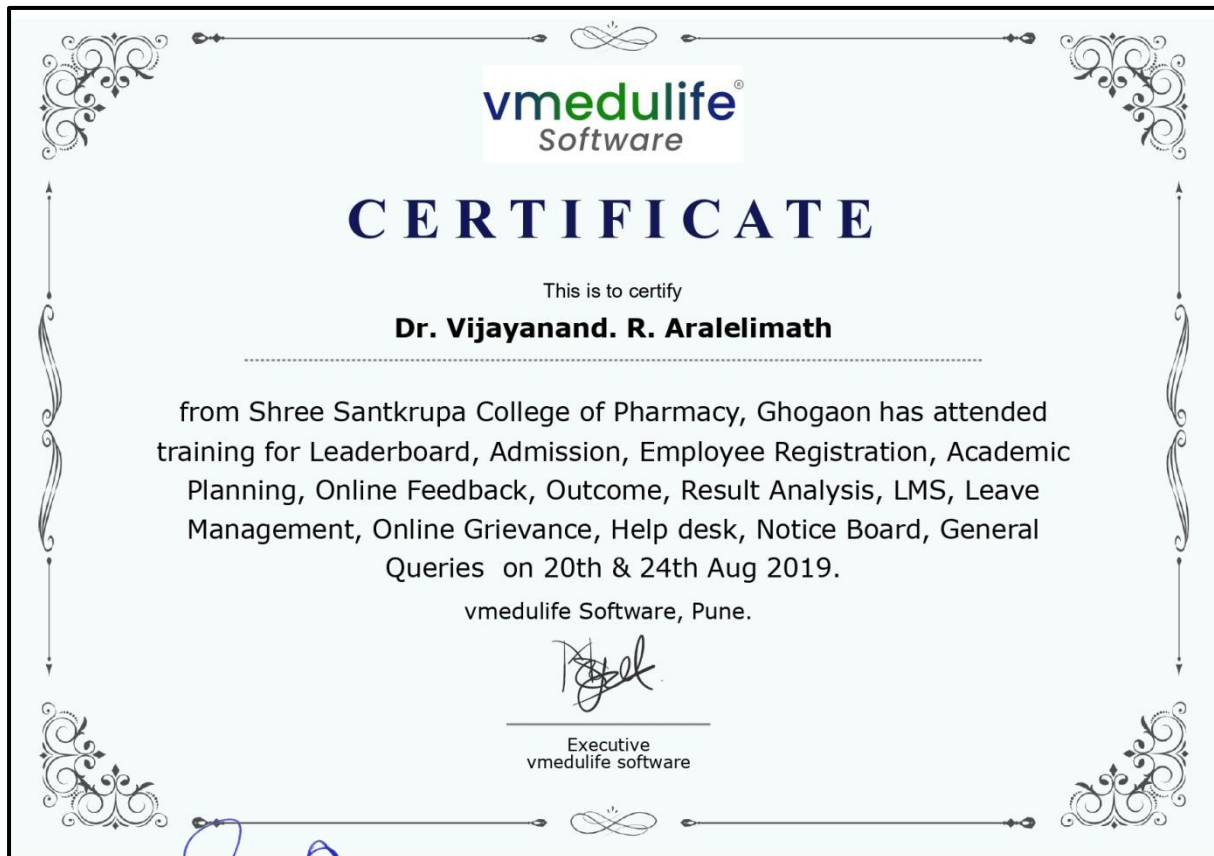 vmedulife®
Software
CERTIFICATE
This is to certify
Dr. Vijayanand. R. Aralelimath
from Shree Santkrupa College of Pharmacy, Ghogaon has attended
training for Leaderboard, Admission, Employee Registration, Academic
Planning, Online Feedback, Outcome, Result Analysis, LMS, Leave
Management, Online Grievance, Help desk, Notice Board, General
Queries on 20th & 24th Aug 2019.
vmedulife Software, Pune.
Executive
vmedulife software